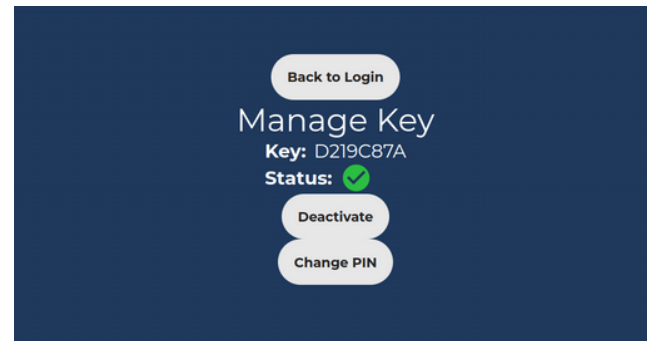 Back to Login
Manage Key
Key: D219C87A
Status:
Deactivate
Change PIN